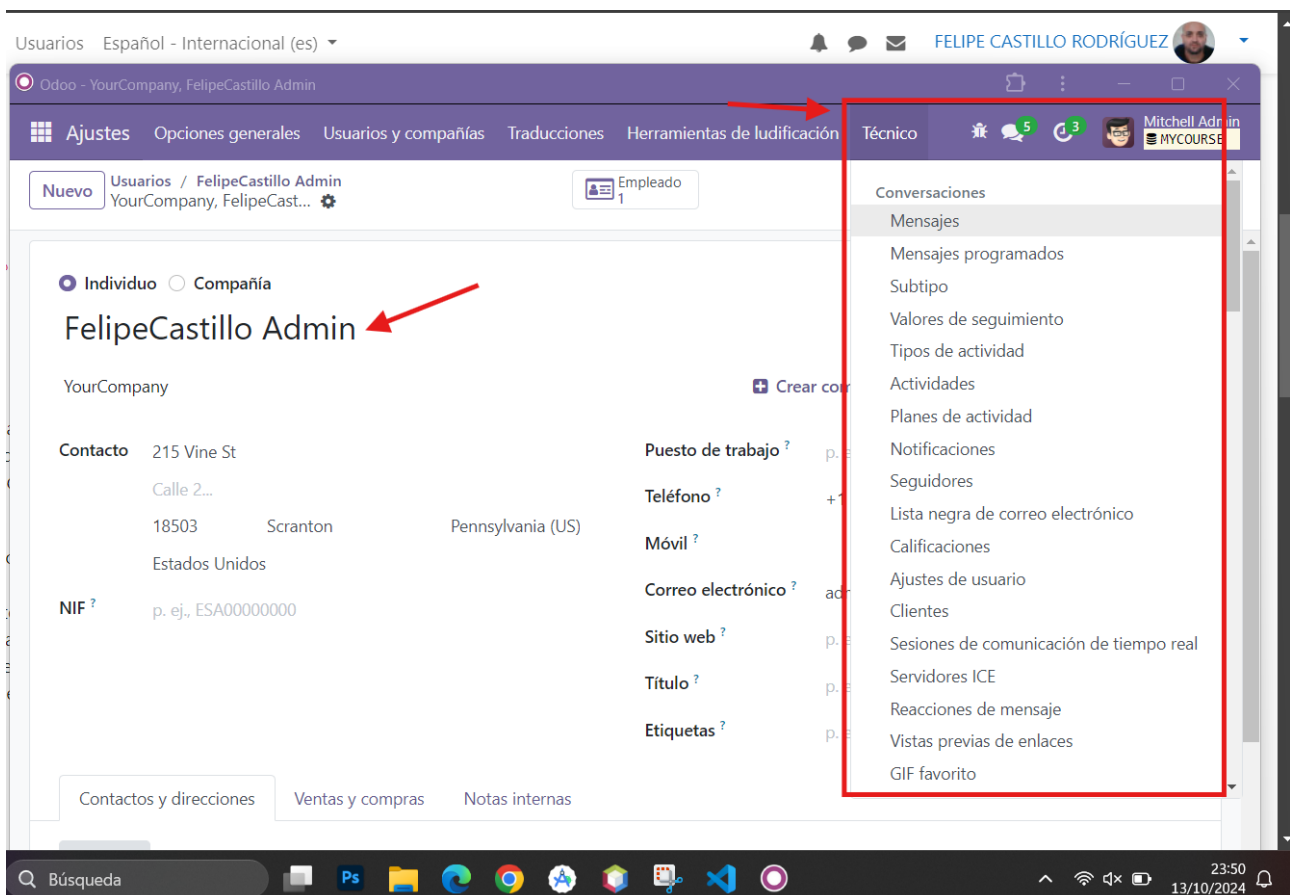 Usuarios Español - Internacional (es)
FELIPE CASTILLO RODRÍGUEZ
Odoo - YourCompany, FelipeCastillo Admin
Ajustes Opciones generales Usuarios y compañías Traducciones Herramientas de ludificación Técnico 5 3 Mitchell Admin
MYCOURSE
Nuevo
Usuarios / FelipeCastillo Admin
YourCompany, FelipeCast...
Empleado
1
Individuo Compañía
FelipeCastillo Admin
YourCompany
Crear com
Contacto 215 Vine St
Calle 2...
18503 Scranton Pennsylvania (US)
Estados Unidos
NIF ? p. ej., ESA00000000
Puesto de trabajo ? p. e
Teléfono ? +1
Móvil ?
Correo electrónico ?
Sitio web ? p. e
Título ? p. e
Etiquetas ? p. e
Conversaciones
Mensajes
Mensajes programados
Subtipo
Valores de seguimiento
Tipos de actividad
Actividades
Planes de actividad
Notificaciones
Seguidores
Lista negra de correo electrónico
Calificaciones
Ajustes de usuario
Clientes
Sesiones de comunicación de tiempo real
Servidores ICE
Reacciones de mensaje
Vistas previas de enlaces
GIF favorito
Contactos y direcciones Ventas y compras Notas internas
Búsqueda
Ps
23:50
13/10/2024